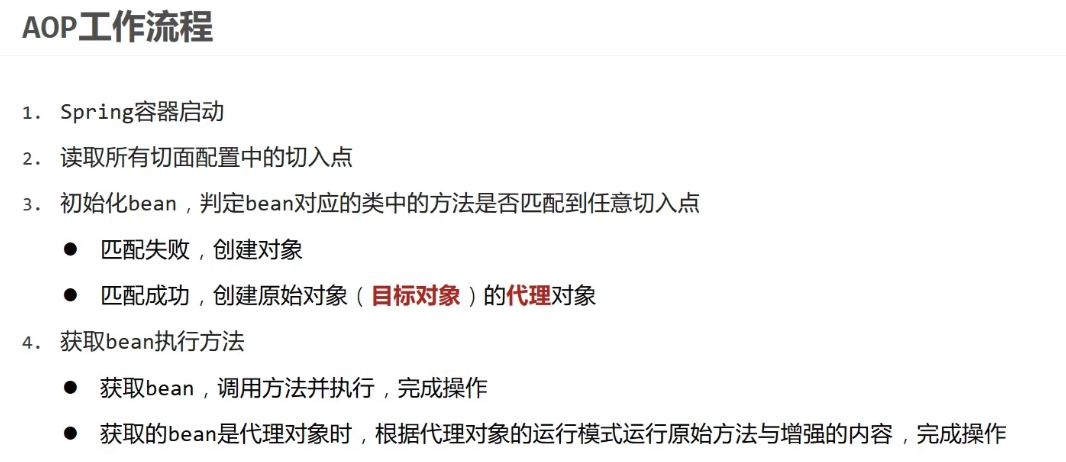 AOP工作流程
1. Spring容器启动
2. 读取所有切面配置中的切入点
3. 初始化bean，判定bean对应的类中的方法是否匹配到任意切入点
● 匹配失败，创建对象
● 匹配成功，创建原始对象（目标对象）的代理对象
4. 获取bean执行方法
● 获取bean，调用方法并执行，完成操作
● 获取的bean是代理对象时，根据代理对象的运行模式运行原始方法与增强的内容，完成操作